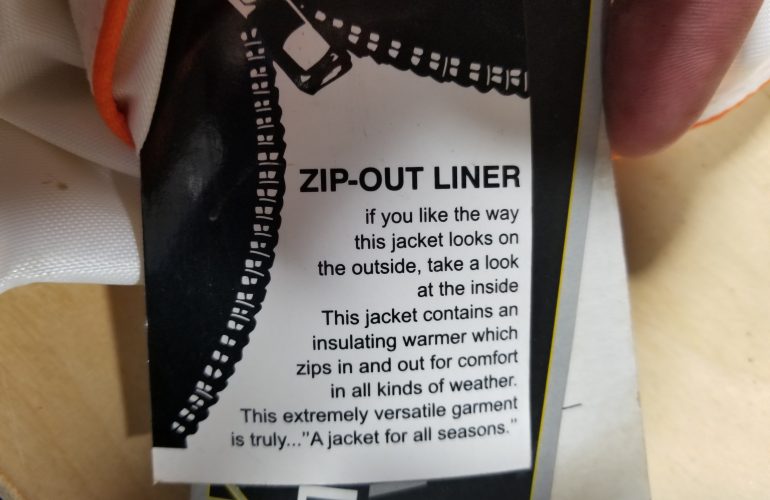 ZIP-OUT LINER
if you like the way
this jacket looks on
the outside, take a look
at the inside
This jacket contains an
insulating warmer which
zips in and out for comfort
in all kinds of weather.
This extremely versatile garment
is truly..."A jacket for all seasons."